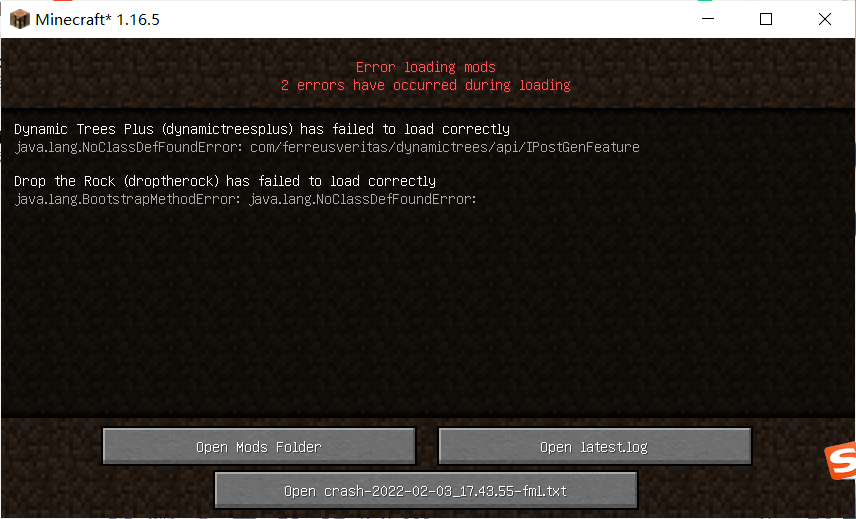 Minecraft* 1.16.5
Error loading mods
2 errors have occurred during loading
Dynamic Trees Plus (dynamictreesplus) has failed to load correctly
java.lang.NoClassDefFoundError: com/ferreusveritas/dynamictrees/api/IPostGenFeature
Drop the Rock (droptherock) has failed to load correctly
java.lang.BootstrapMethodError: java.lang.NoClassDefFoundError:
Open Mods Folder
Open latest.log
Open crash-2022-02-03_17.43.55-fml.txt